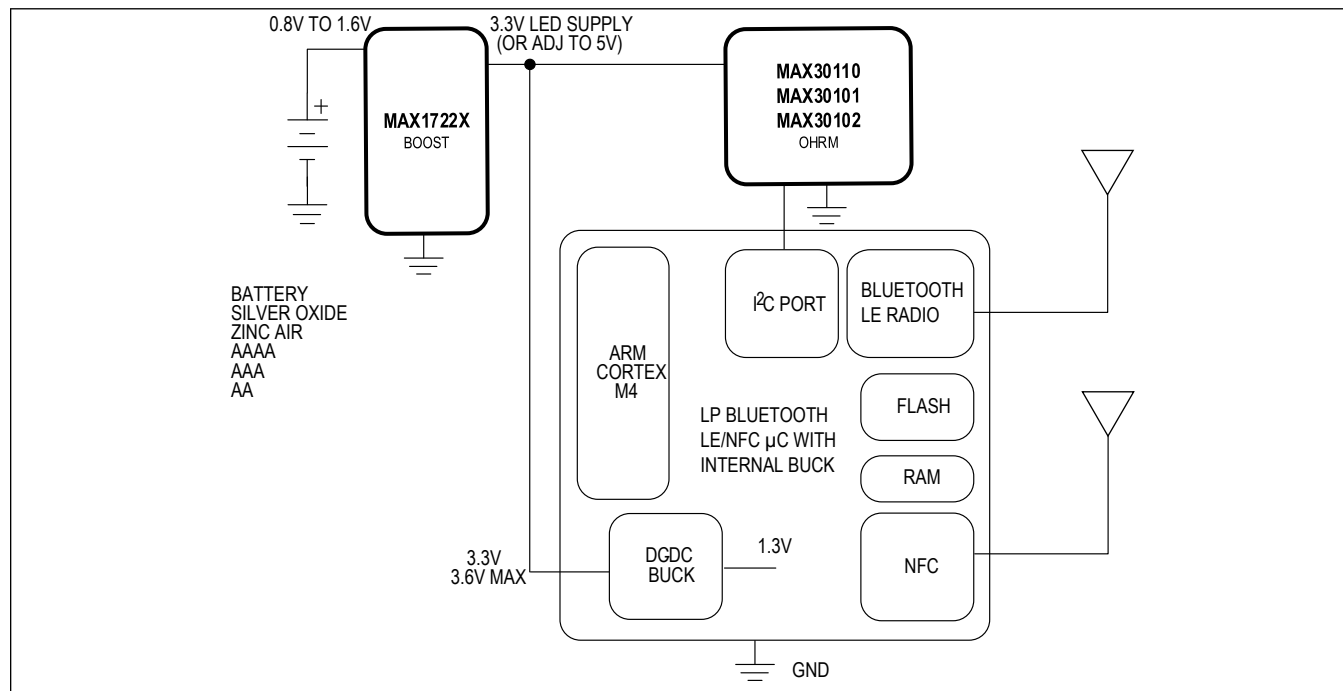 0.8V TO 1.6V
3.3V LED SUPPLY
(OR ADJ TO 5V)
+
MAX1722X
BOOST
MAX30110
MAX30101
MAX30102
OHRM
BATTERY
SILVER OXIDE
ZINC AIR
AAAA
AAA
AA
ARM
CORTEX
M4
I²C PORT
BLUETOOTH
LE RADIO
FLASH
LP BLUETOOTH
LE/NFC µC WITH
INTERNAL BUCK
RAM
3.3V
3.6V MAX
DGDC
BUCK
1.3V
NFC
GND